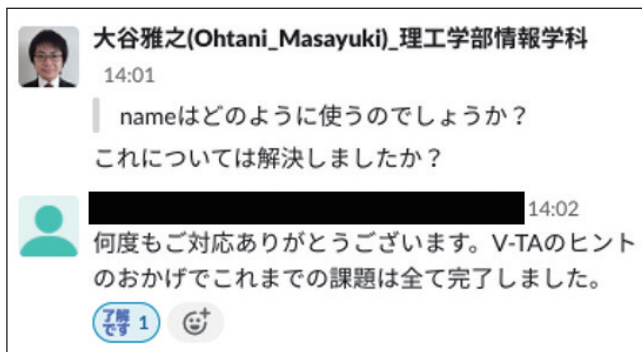 大谷雅之(Ohtani_Masayuki)_理工学部情報学科
14:01
nameはどのように使うのでしょうか？
これについては解決しましたか？
14:02
何度もご対応ありがとうございます。V-TAのヒント
のおかげでこれまでの課題は全て完了しました。
了解
です 1